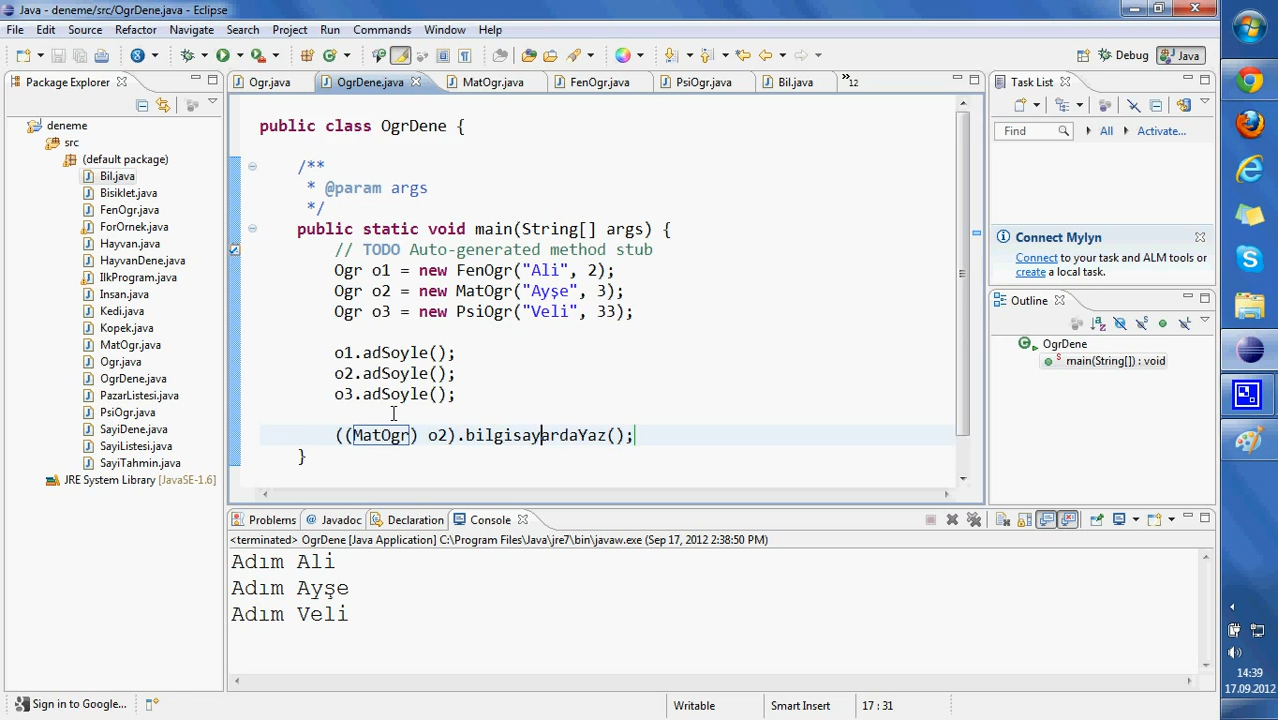 Java - deneme/src/OgrDene.java - Eclipse
File Edit Source Refactor Navigate Search Project Run Commands Window Help
Debug Java
Package Explorer
Ogr.java OgrDene.java MatOgr.java FenOgr.java PsiOgr.java Bil.java »12
Task List
Find All Activate...
deneme
src
(default package)
Bil.java
Bisiklet.java
FenOgr.java
ForOrnek.java
Hayvan.java
HayvanDene.java
IlkProgram.java
Insan.java
Kedi.java
Kopek.java
MatOgr.java
Ogr.java
OgrDene.java
PazarListesi.java
PsiOgr.java
SayiDene.java
SayiListesi.java
SayiTahmin.java
JRE System Library [JavaSE-1.6]
public class OgrDene {
/**
* @param args
*/
public static void main(String[] args) {
// TODO Auto-generated method stub
Ogr o1 = new FenOgr("Ali", 2);
Ogr o2 = new MatOgr("Ayşe", 3);
Ogr o3 = new PsiOgr("Veli", 33);
o1.adSoyle();
o2.adSoyle();
o3.adSoyle();
((MatOgr) o2).bilgisayardaYaz();
}
Connect Mylyn
Connect to your task and ALM tools or
create a local task.
Outline
OgrDene
main(String[]) : void
Problems Javadoc Declaration Console
<terminated> OgrDene [Java Application] C:\Program Files\Java\jre7\bin\javaw.exe (Sep 17, 2012 2:38:50 PM)
Adım Ali
Adım Ayşe
Adım Veli
Sign in to Google...
Writable Smart Insert 17 : 31
14:39
17.09.2012